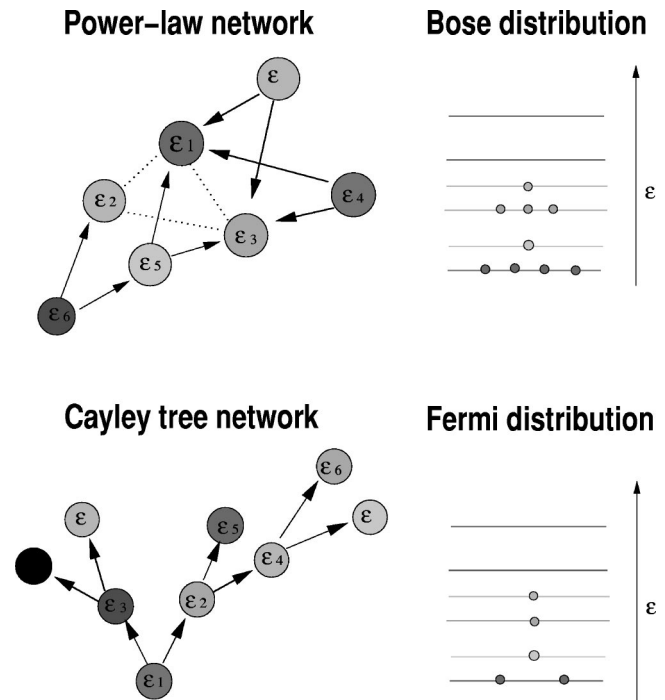 Power-law network
Bose distribution
ε
ε1
ε4
ε2
ε3
ε5
ε6
ε
Cayley tree network
Fermi distribution
ε6
ε
ε5
ε
ε4
ε3
ε2
ε1
ε